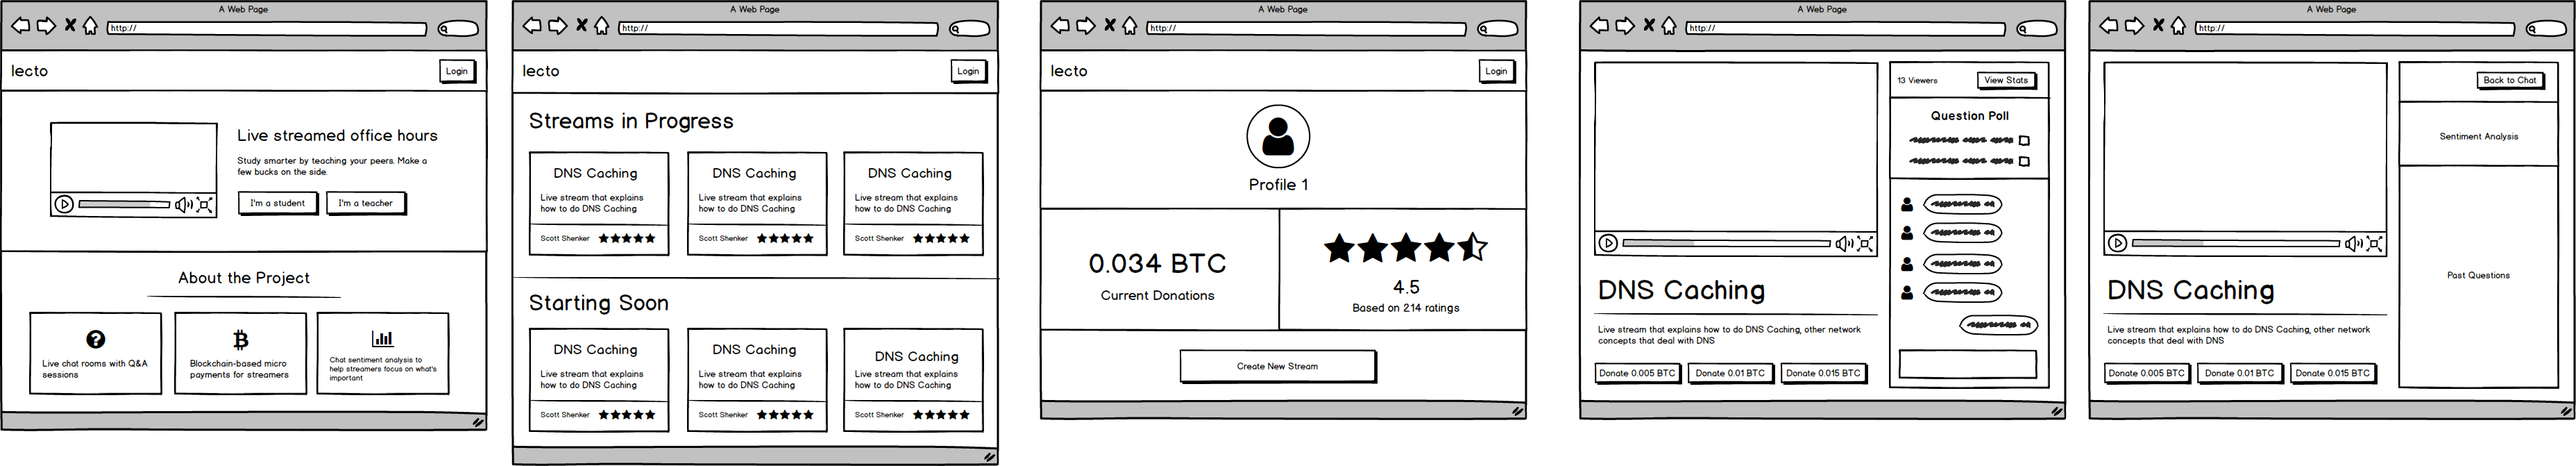 A Web Page
http://
lecto
Login
Live streamed office hours
Study smarter by teaching your peers. Make a
few bucks on the side.
I'm a student
I'm a teacher
About the Project
Live chat rooms with Q&A
sessions
Blockchain-based micro
payments for streamers
Chat sentiment analysis to
help streamers focus on what's
important
A Web Page
http://
lecto
Login
Streams in Progress
DNS Caching
Live stream that explains
how to do DNS Caching
Scott Shenker
DNS Caching
Live stream that explains
how to do DNS Caching
Scott Shenker
DNS Caching
Live stream that explains
how to do DNS Caching
Scott Shenker
Starting Soon
DNS Caching
Live stream that explains
how to do DNS Caching
Scott Shenker
DNS Caching
Live stream that explains
how to do DNS Caching
Scott Shenker
DNS Caching
Live stream that explains
how to do DNS Caching
Scott Shenker
A Web Page
http://
lecto
Login
Profile 1
0.034 BTC
Current Donations
4.5
Based on 214 ratings
Create New Stream
A Web Page
http://
DNS Caching
Live stream that explains how to do DNS Caching, other network
concepts that deal with DNS
Donate 0.005 BTC
Donate 0.01 BTC
Donate 0.015 BTC
13 Viewers
View Stats
Question Poll
A Web Page
http://
DNS Caching
Live stream that explains how to do DNS Caching, other network
concepts that deal with DNS
Donate 0.005 BTC
Donate 0.01 BTC
Donate 0.015 BTC
Back to Chat
Sentiment Analysis
Past Questions